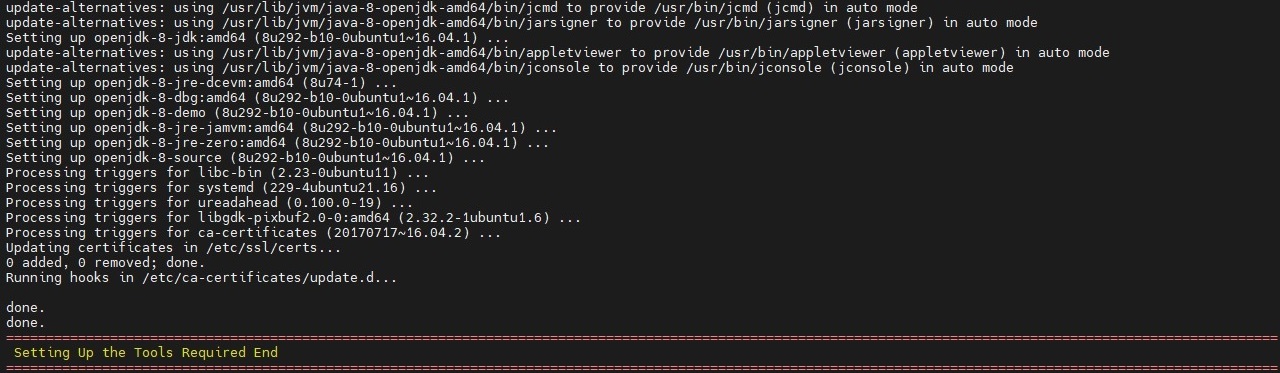 update-alternatives: using /usr/lib/jvm/java-8-openjdk-amd64/bin/jcmd to provide /usr/bin/jcmd (jcmd) in auto mode
update-alternatives: using /usr/lib/jvm/java-8-openjdk-amd64/bin/jarsigner to provide /usr/bin/jarsigner (jarsigner) in auto mode
Setting up openjdk-8-jdk:amd64 (8u292-b10-0ubuntu1~16.04.1) ...
update-alternatives: using /usr/lib/jvm/java-8-openjdk-amd64/bin/appletviewer to provide /usr/bin/appletviewer (appletviewer) in auto mode
update-alternatives: using /usr/lib/jvm/java-8-openjdk-amd64/bin/jconsole to provide /usr/bin/jconsole (jconsole) in auto mode
Setting up openjdk-8-jre-dcevm:amd64 (8u74-1) ...
Setting up openjdk-8-dbg:amd64 (8u292-b10-0ubuntu1~16.04.1) ...
Setting up openjdk-8-demo (8u292-b10-0ubuntu1~16.04.1) ...
Setting up openjdk-8-jre-jamvm:amd64 (8u292-b10-0ubuntu1~16.04.1) ...
Setting up openjdk-8-jre-zero:amd64 (8u292-b10-0ubuntu1~16.04.1) ...
Setting up openjdk-8-source (8u292-b10-0ubuntu1~16.04.1) ...
Processing triggers for libc-bin (2.23-0ubuntu11) ...
Processing triggers for systemd (229-4ubuntu21.16) ...
Processing triggers for ureadahead (0.100.0-19) ...
Processing triggers for libgdk-pixbuf2.0-0:amd64 (2.32.2-1ubuntu1.6) ...
Processing triggers for ca-certificates (20170717~16.04.2) ...
Updating certificates in /etc/ssl/certs...
0 added, 0 removed; done.
Running hooks in /etc/ca-certificates/update.d...
done.
done.
Setting Up the Tools Required End